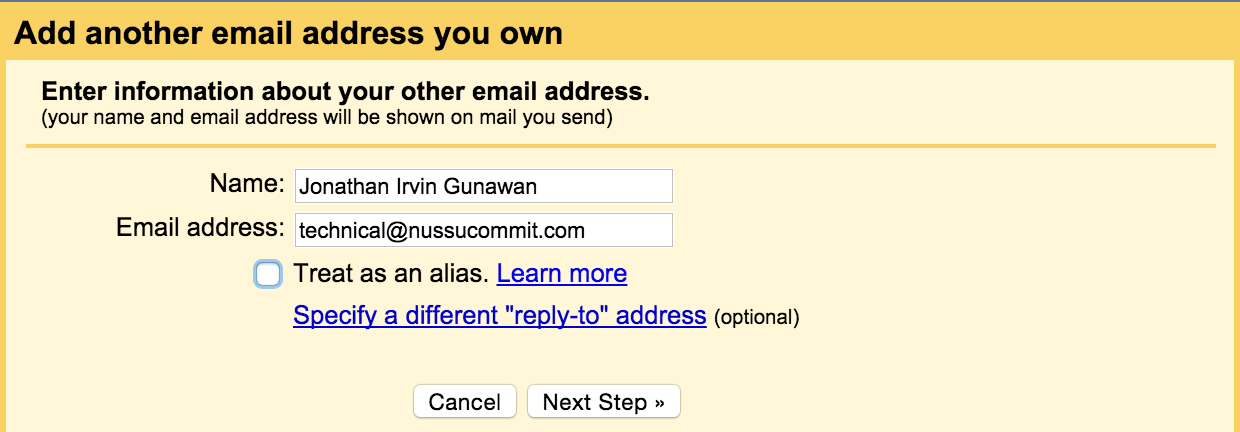 Add another email address you own
Enter information about your other email address.
(your name and email address will be shown on mail you send)
Name: Jonathan Irvin Gunawan
Email address: technical@nussucommit.com
Treat as an alias. Learn more
Specify a different "reply-to" address (optional)
Cancel Next Step »